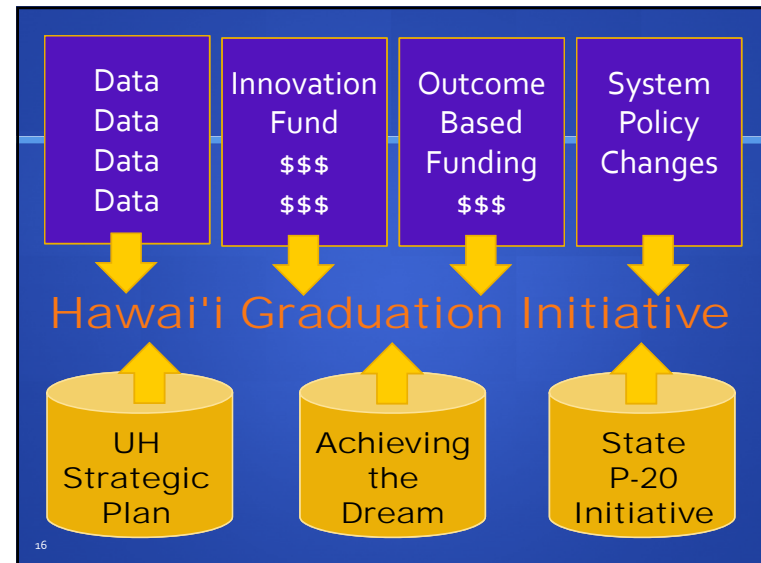 Data
Data
Data
Data
Innovation
Fund
$$$
$$$
Outcome
Based
Funding
$$$
System
Policy
Changes
Hawai'i Graduation Initiative
UH
Strategic
Plan
Achieving
the
Dream
State
P-20
Initiative
16